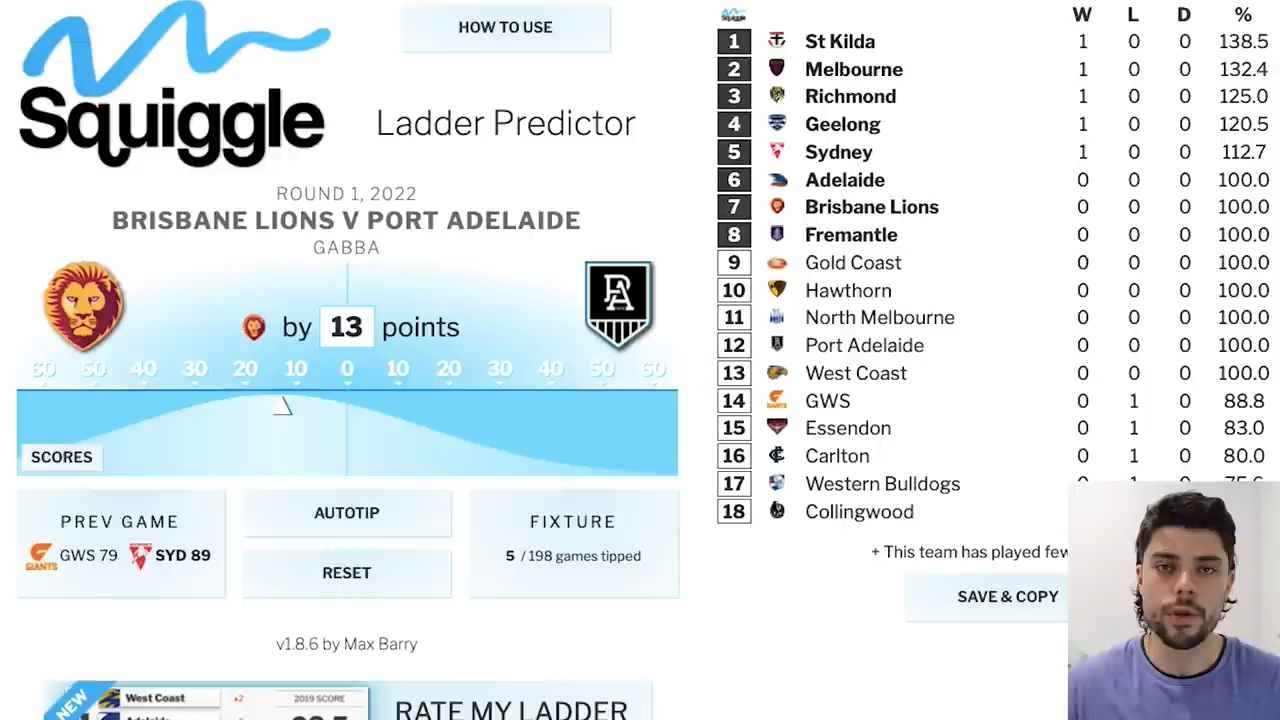 Squiggle
HOW TO USE
Ladder Predictor
ROUND 1, 2022
BRISBANE LIONS V PORT ADELAIDE
GABBA
by 13 points
60 50 40 30 20 10 0 10 20 30 40 50 60
SCORES
PREV GAME
GWS 79 SYD 89
AUTOTIP
RESET
FIXTURE
5 / 198 games tipped
v1.8.6 by Max Barry
NEW
West Coast +2 2019 SCORE
RATE MY LADDER
W L D %
1 St Kilda 1 0 0 138.5
2 Melbourne 1 0 0 132.4
3 Richmond 1 0 0 125.0
4 Geelong 1 0 0 120.5
5 Sydney 1 0 0 112.7
6 Adelaide 0 0 0 100.0
7 Brisbane Lions 0 0 0 100.0
8 Fremantle 0 0 0 100.0
9 Gold Coast 0 0 0 100.0
10 Hawthorn 0 0 0 100.0
11 North Melbourne 0 0 0 100.0
12 Port Adelaide 0 0 0 100.0
13 West Coast 0 0 0 100.0
14 GWS 0 1 0 88.8
15 Essendon 0 1 0 83.0
16 Carlton 0 1 0 80.0
17 Western Bulldogs
18 Collingwood
+ This team has played few
SAVE & COPY